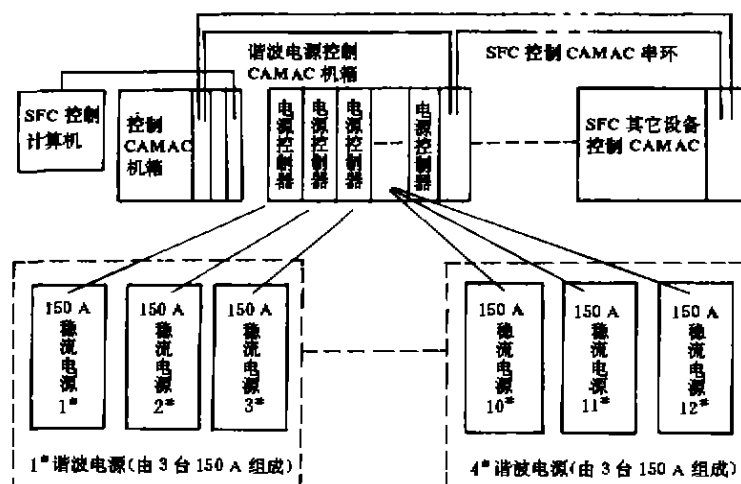 谐波电源控制
CAMAC 机箱
SFC 控制 CAMAC 串环
SFC 控制
计算机
控制
CAMAC
机箱
电源控制器
电源控制器
电源控制器
电源控制器
SFC 其它设备
控制 CAMAC
150 A
稳流电源
1#
150 A
稳流电源
2#
150 A
稳流电源
3#
150 A
稳流电源
10#
150 A
稳流电源
11#
150 A
稳流电源
12#
1#谐波电源(由 3 台 150 A 组成)
4#谐波电源(由 3 台 150 A 组成)